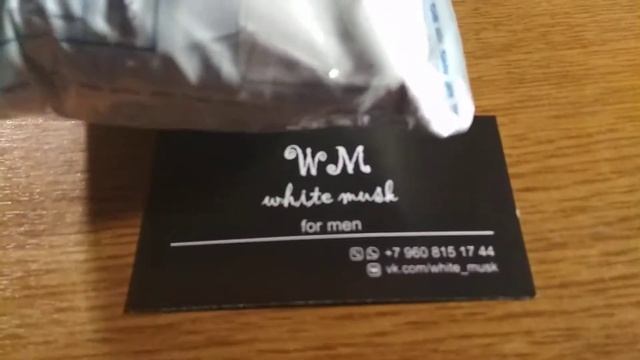 WM
white musk
for men
+7 960 815 17 44
vk.com/white_musk